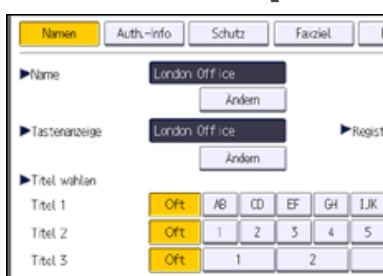 Namen Auth.-Info Schutz Faxziel
▶Name London Office
Ändern
▶Tastenanzeige London Office ▶Regist
Ändern
▶Titel wählen
Titel 1 Oft AB CD EF GH IJK
Titel 2 Oft 1 2 3 4 5
Titel 3 Oft 1 2